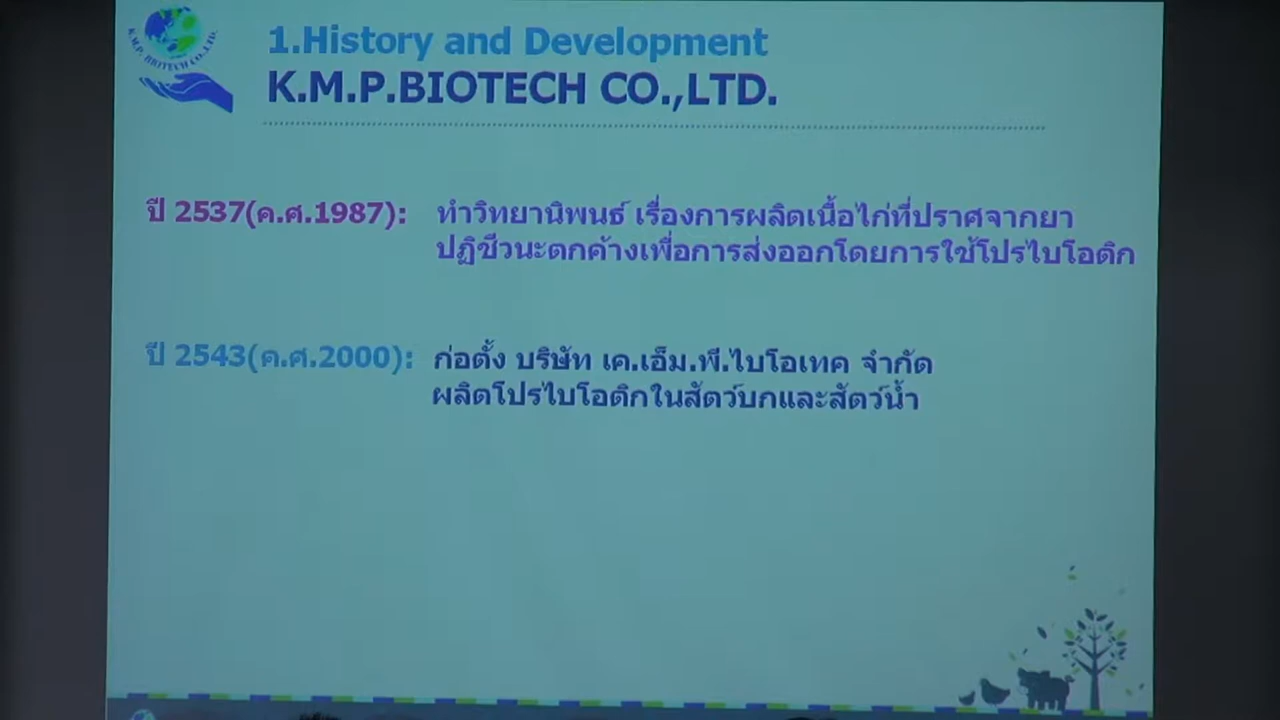 K.M.P. BIOTECH CO.,LTD.
1.History and Development
K.M.P.BIOTECH CO.,LTD.
ปี 2537(ค.ศ.1987): ทำวิทยานิพนธ์ เรื่องการผลิตเนื้อไก่ที่ปราศจากยา
ปฏิชีวนะตกค้างเพื่อการส่งออกโดยการใช้โปรไบโอติก
ปี 2543(ค.ศ.2000): ก่อตั้ง บริษัท เค.เอ็ม.พี.ไบโอเทค จำกัด
ผลิตโปรไบโอติกในสัตว์บกและสัตว์น้ำ